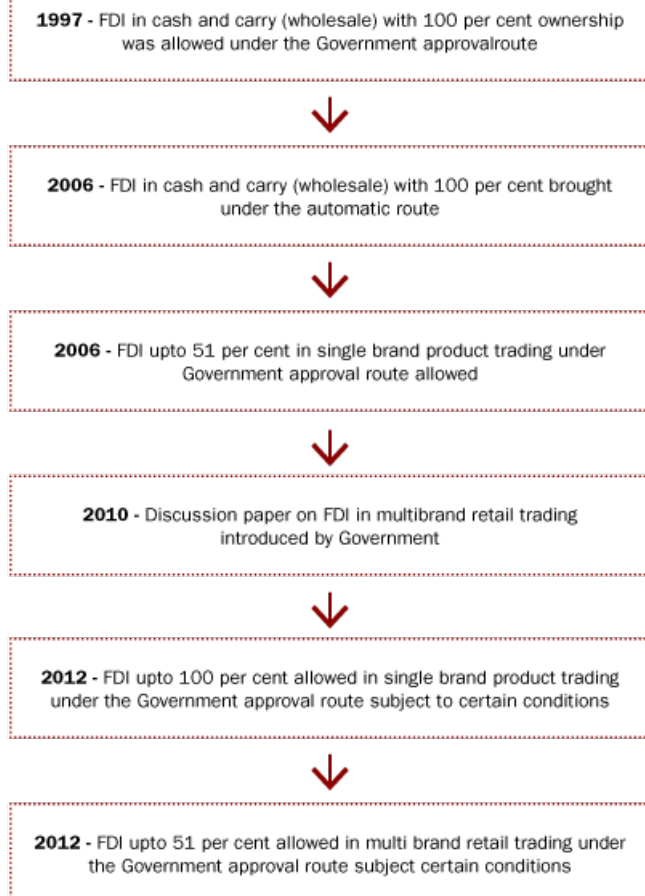 1997 - FDI in cash and carry (wholesale) with 100 per cent ownership
was allowed under the Government approvalroute
2006 - FDI in cash and carry (wholesale) with 100 per cent brought
under the automatic route
2006 - FDI upto 51 per cent in single brand product trading under
Government approval route allowed
2010 - Discussion paper on FDI in multibrand retail trading
introduced by Government
2012 - FDI upto 100 per cent allowed in single brand product trading
under the Government approval route subject to certain conditions
2012 - FDI upto 51 per cent allowed in multi brand retail trading under
the Government approval route subject certain conditions